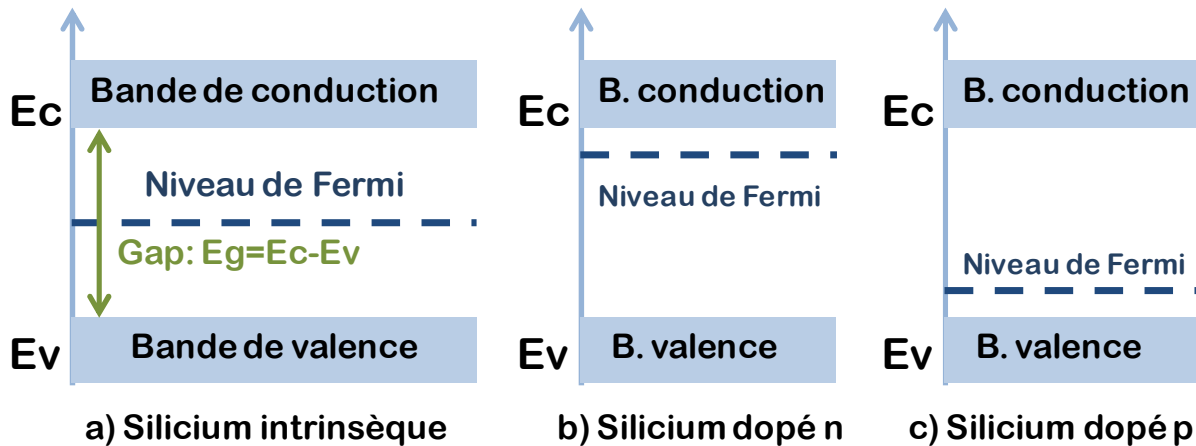 Bande de conduction
Ec
Niveau de Fermi
Gap: Eg=Ec-Ev
Bande de valence
Ev
a) Silicium intrinsèque
B. conduction
Ec
Niveau de Fermi
B. valence
Ev
b) Silicium dopé n
B. conduction
Ec
Niveau de Fermi
B. valence
Ev
c) Silicium dopé p